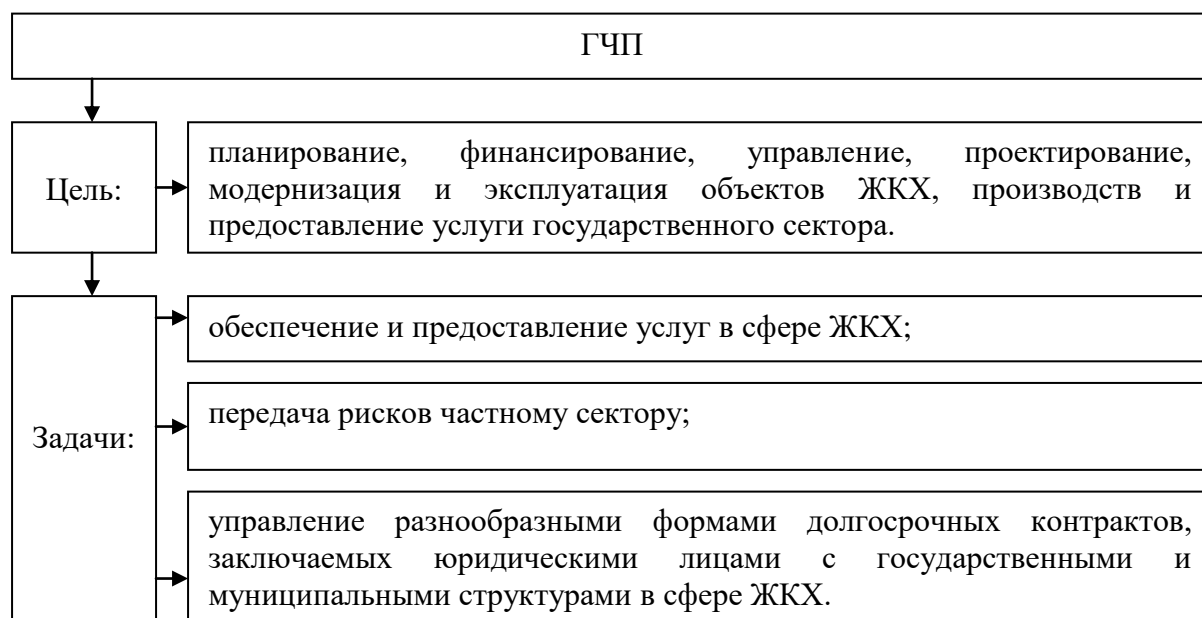 ГЧП
Цель:
планирование, финансирование, управление, проектирование,
модернизация и эксплуатация объектов ЖКХ, производств и
предоставление услуги государственного сектора.
Задачи:
обеспечение и предоставление услуг в сфере ЖКХ;
передача рисков частному сектору;
управление разнообразными формами долгосрочных контрактов,
заключаемых юридическими лицами с государственными и
муниципальными структурами в сфере ЖКХ.